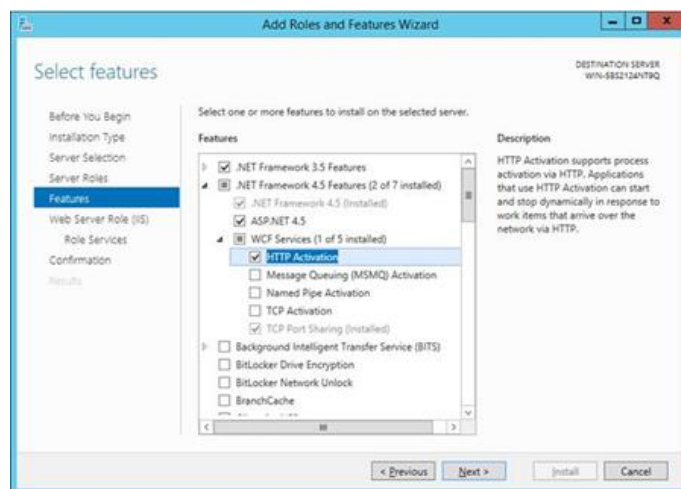 Add Roles and Features Wizard
Select features
DESTINATION SERVER
Before You Begin
Installation Type
Server Selection
Server Roles
Features
Web Server Role (IIS)
Role Services
Confirmation
Results
Select one or more features to install on the selected server.
Features
.NET Framework 3.5 Features
.NET Framework 4.5 Features (2 of 7 installed)
.NET Framework 4.5 (Installed)
ASP.NET 4.5
WCF Services (1 of 5 installed)
HTTP Activation
Message Queuing (MSMQ) Activation
Named Pipe Activation
TCP Activation
TCP Port Sharing (Installed)
Background Intelligent Transfer Service (BITS)
BitLocker Drive Encryption
BitLocker Network Unlock
BranchCache
Description
HTTP Activation supports process
activation via HTTP. Applications
that use HTTP Activation can start
and stop dynamically in response to
work items that arrive over the
network via HTTP.
< Previous
Next >
Install
Cancel